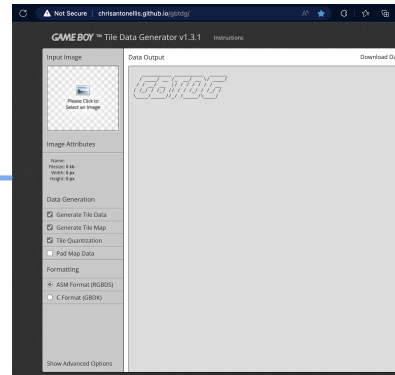 Not Secure | chrisantonellis.github.io/gbtdg/
GAME BOY ™ Tile Data Generator v1.3.1 Instructions
Input Image
Data Output
Download Da
Please Click to
Select an Image
Image Attributes
Name:
Filesize: 0 kb
Width: 0 px
Height: 0 px
Data Generation
Generate Tile Data
Generate Tile Map
Tile Quantization
Pad Map Data
Formatting
ASM Format (RGBDS)
C Format (GBDK)
Show Advanced Options